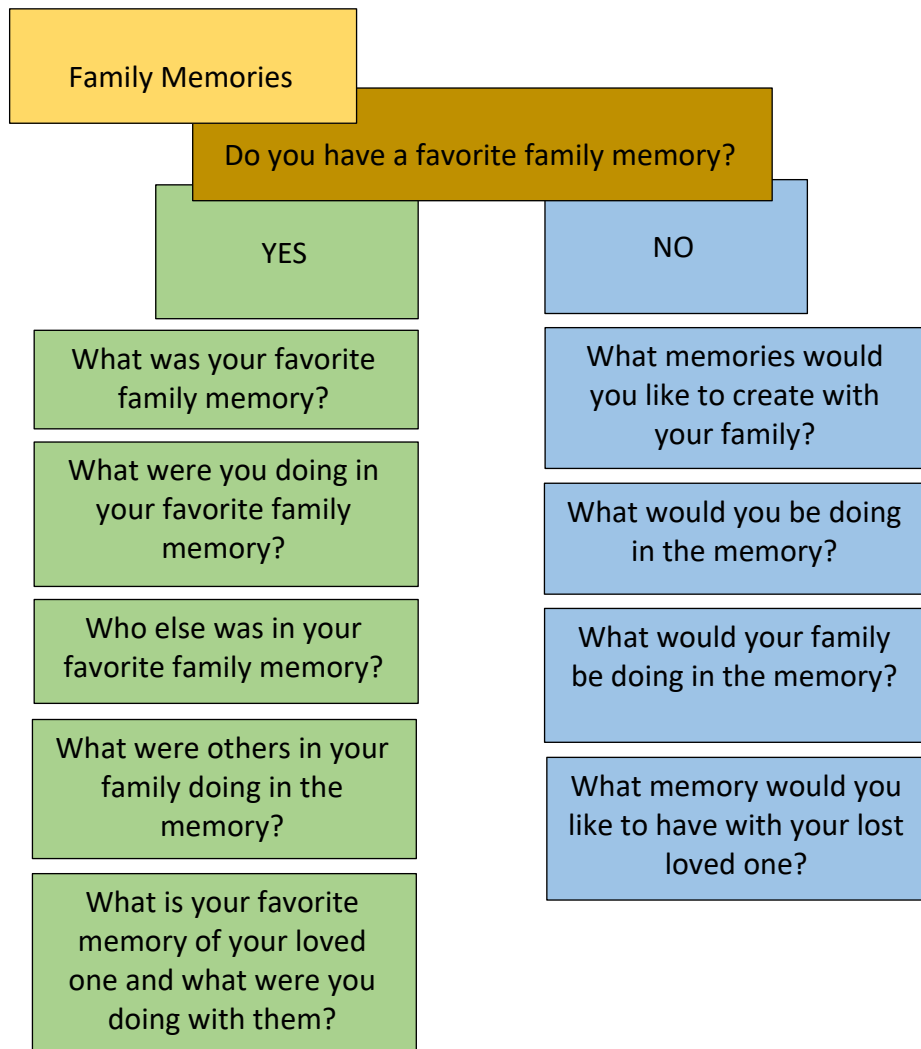 Family Memories
Do you have a favorite family memory?
YES
What was your favorite
family memory?
What were you doing in
your favorite family
memory?
Who else was in your
favorite family memory?
What were others in your
family doing in the
memory?
What is your favorite
memory of your loved
one and what were you
doing with them?
NO
What memories would
you like to create with
your family?
What would you be doing
in the memory?
What would your family
be doing in the memory?
What memory would you
like to have with your lost
loved one?